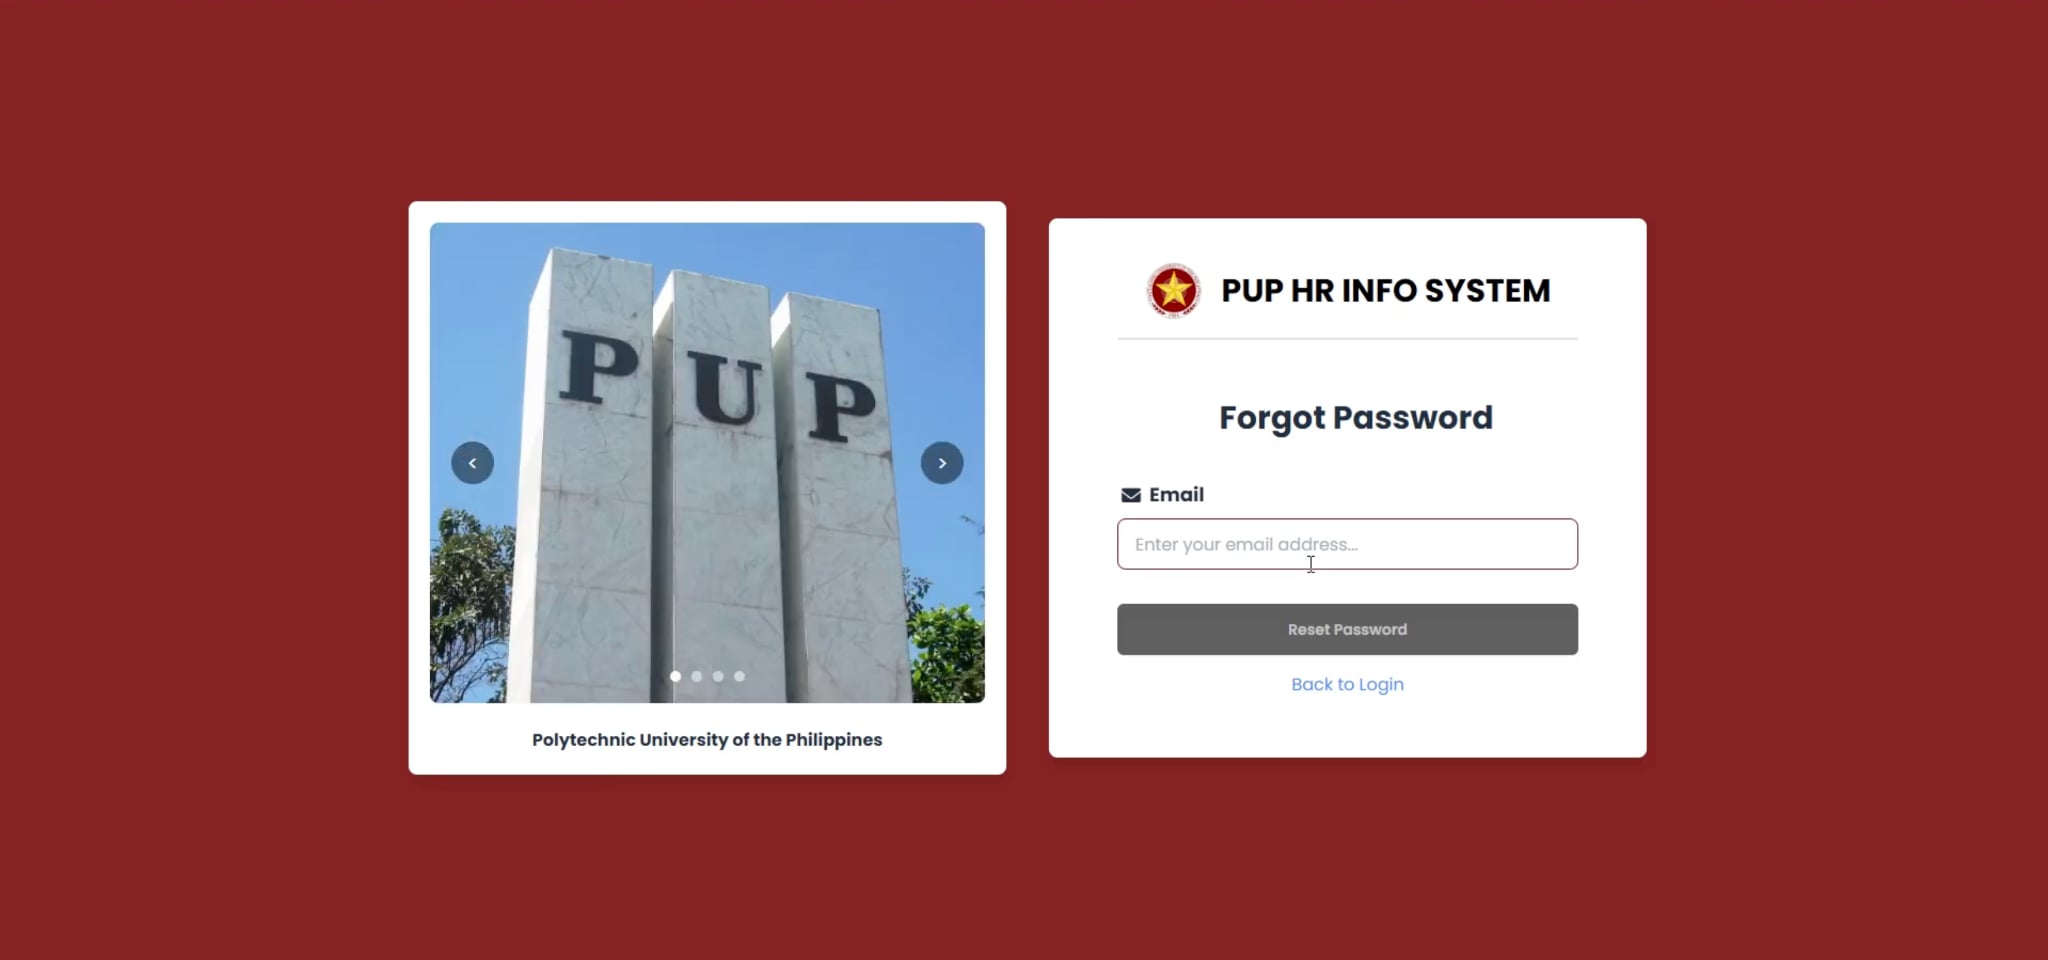 P U P
Polytechnic University of the Philippines
PUP HR INFO SYSTEM
Forgot Password
Email
Enter your email address...
Reset Password
Back to Login